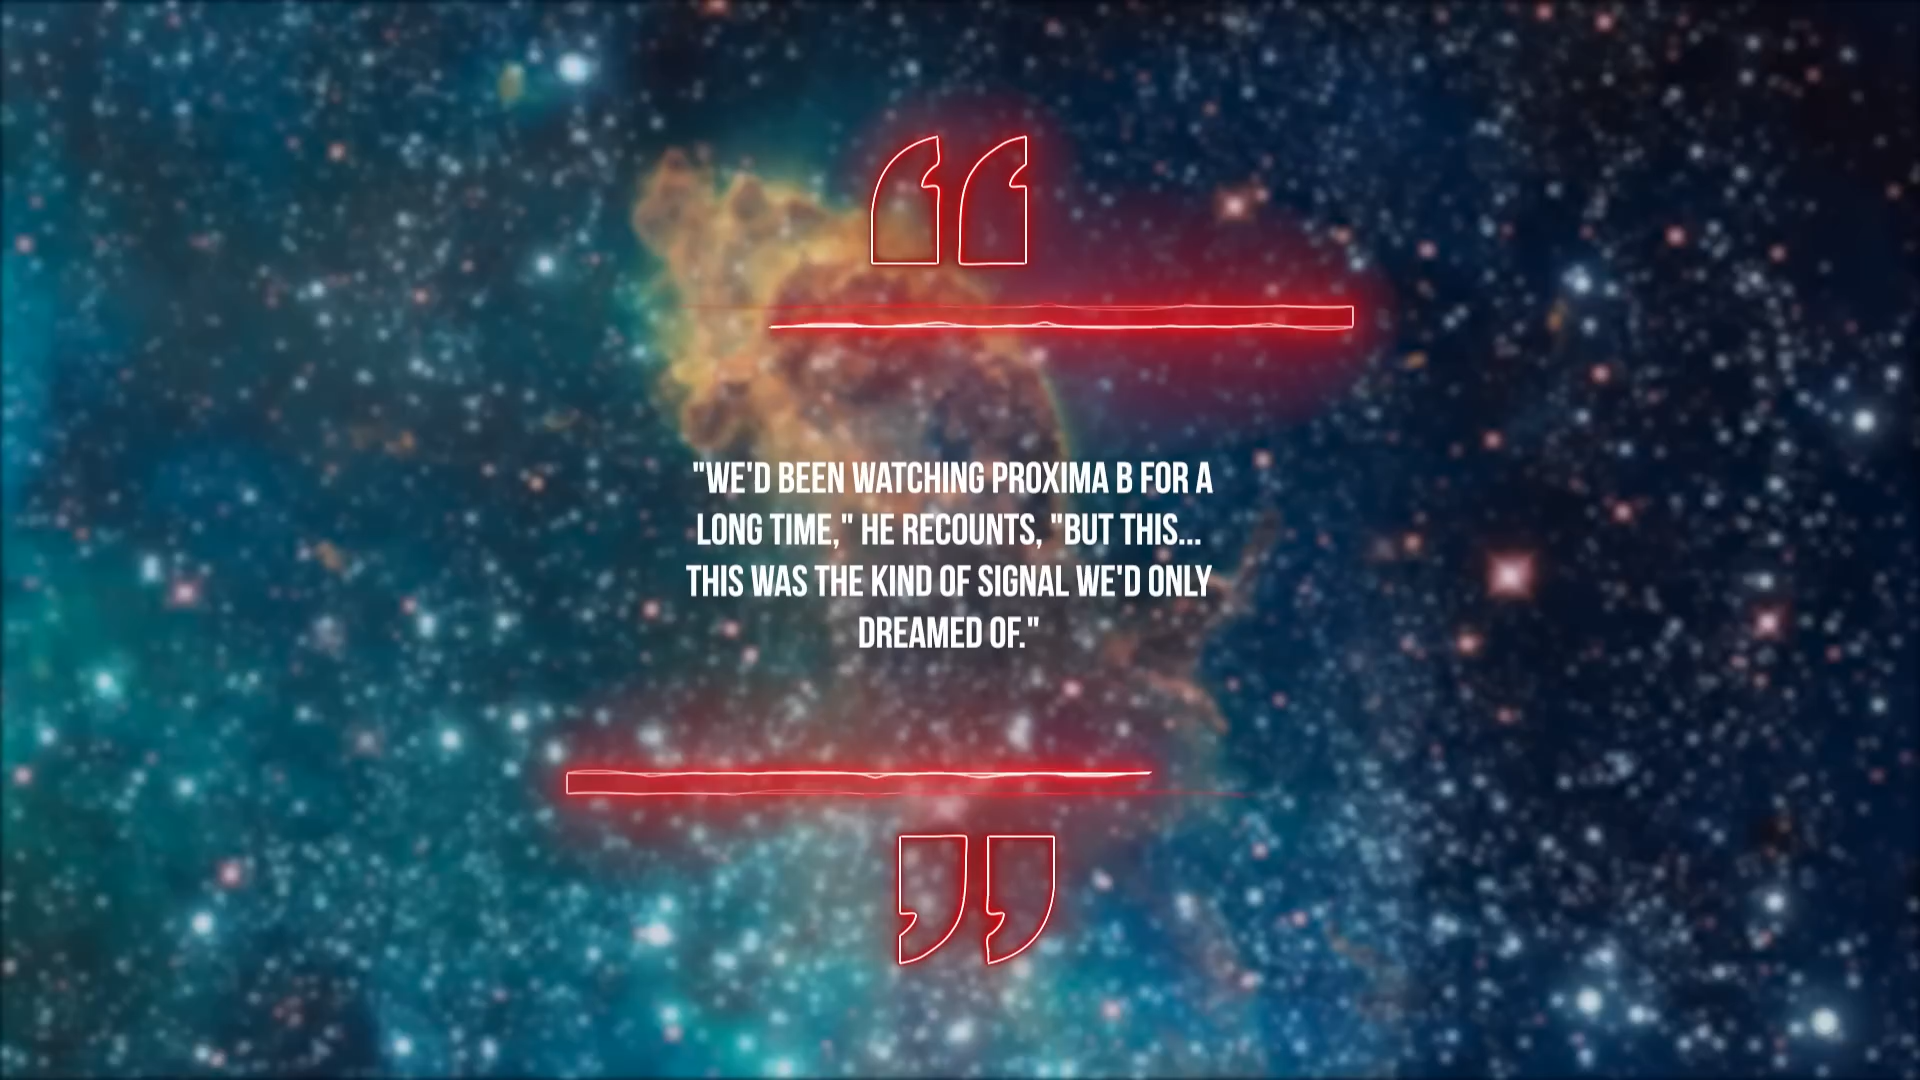 "WE'D BEEN WATCHING PROXIMA B FOR A
LONG TIME," HE RECOUNTS, "BUT THIS...
THIS WAS THE KIND OF SIGNAL WE'D ONLY
DREAMED OF."